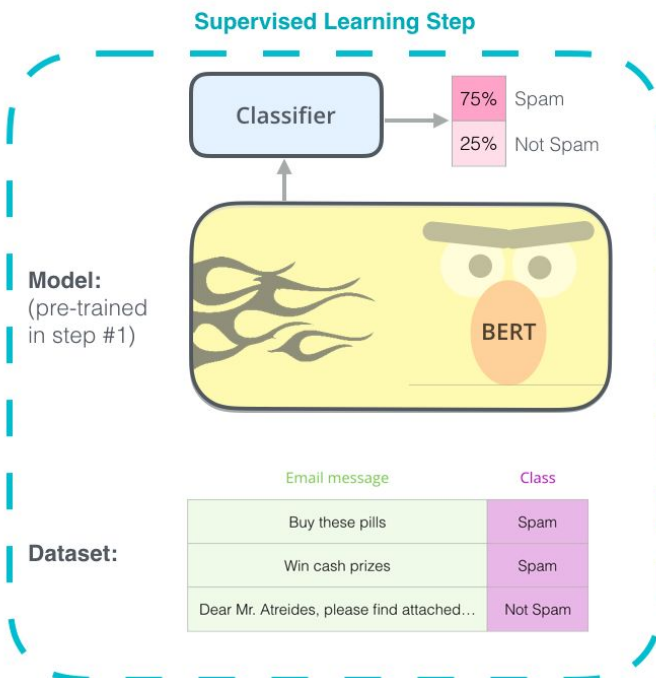 Supervised Learning Step
Classifier
75% Spam
25% Not Spam
Model:
(pre-trained
in step #1)
BERT
Email message Class
Dataset:
Buy these pills Spam
Win cash prizes Spam
Dear Mr. Atreides, please find attached... Not Spam